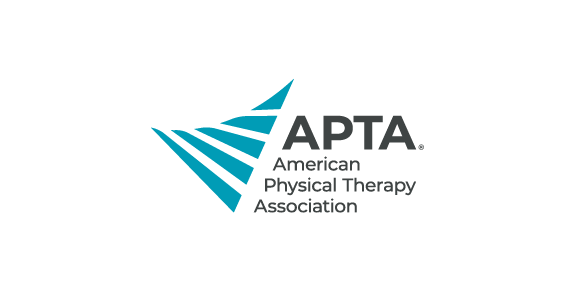 APTA®
American
Physical Therapy
Association